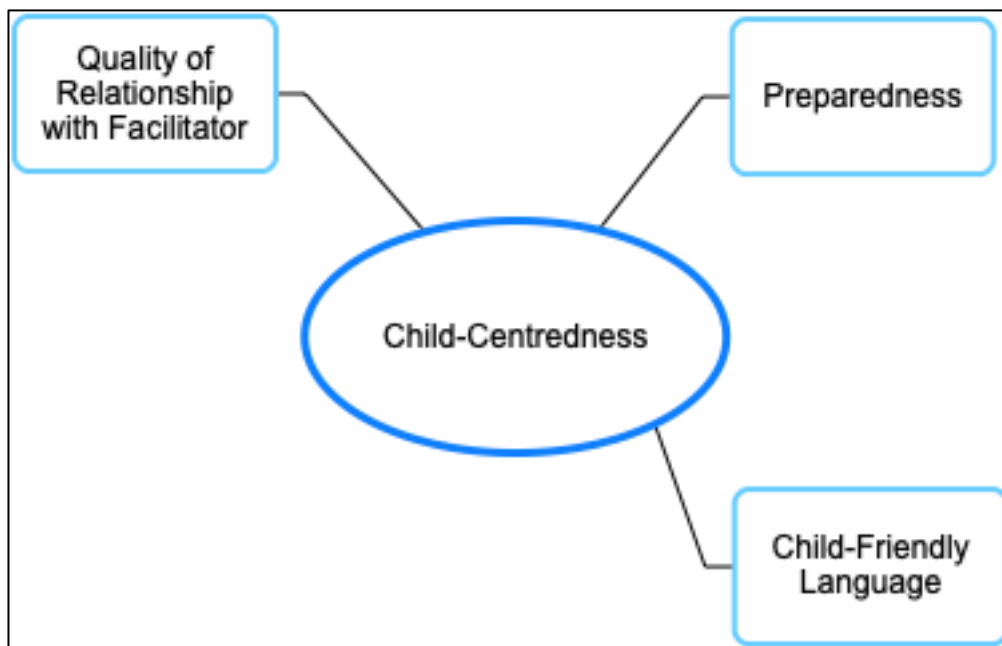 Quality of
Relationship
with Facilitator
Preparedness
Child-Centredness
Child-Friendly
Language